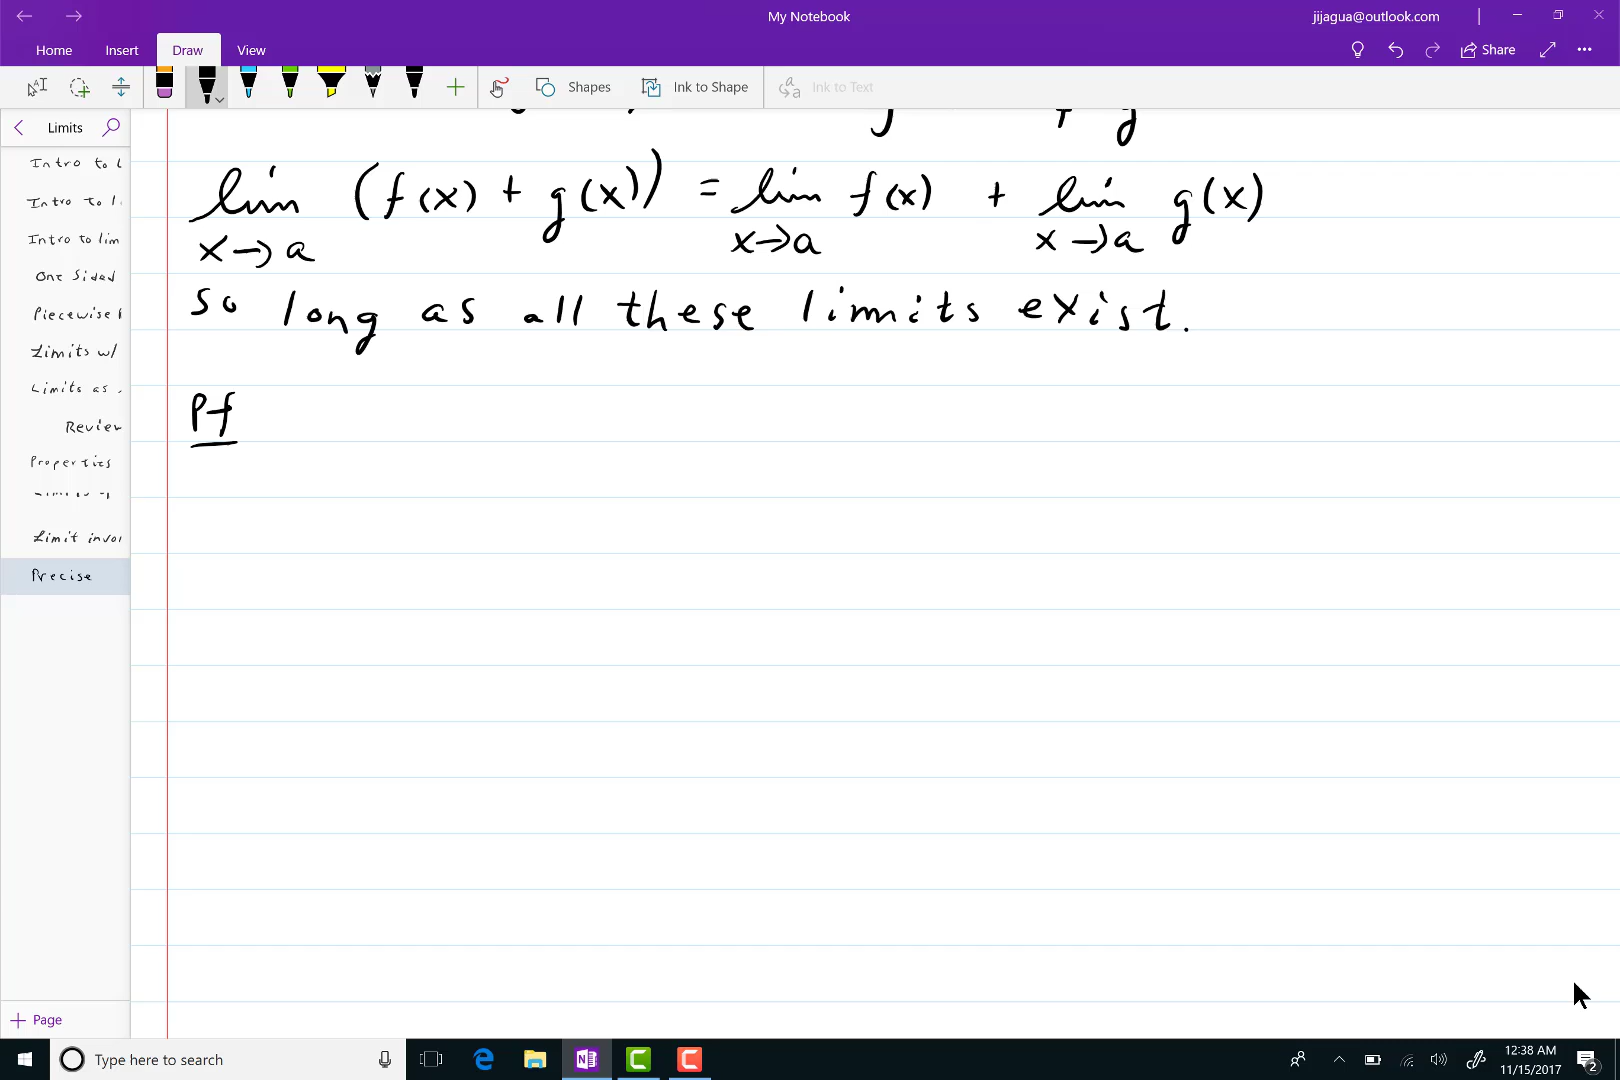 My Notebook
jijagua@outlook.com
Home Insert Draw View
Share
Shapes Ink to Shape Ink to Text
Limits
Intro to L
Intro to l
Intro to lim
One Sided
Piecewise
Limits w/
Limits as
Review
Properties
Limit invol
Precise
lim (f(x) + g(x)) = lim f(x) + lim g(x)
x→a x→a x→a
So long as all these limits exist.
Pf
+ Page
Type here to search
12:38 AM
11/15/2017
2